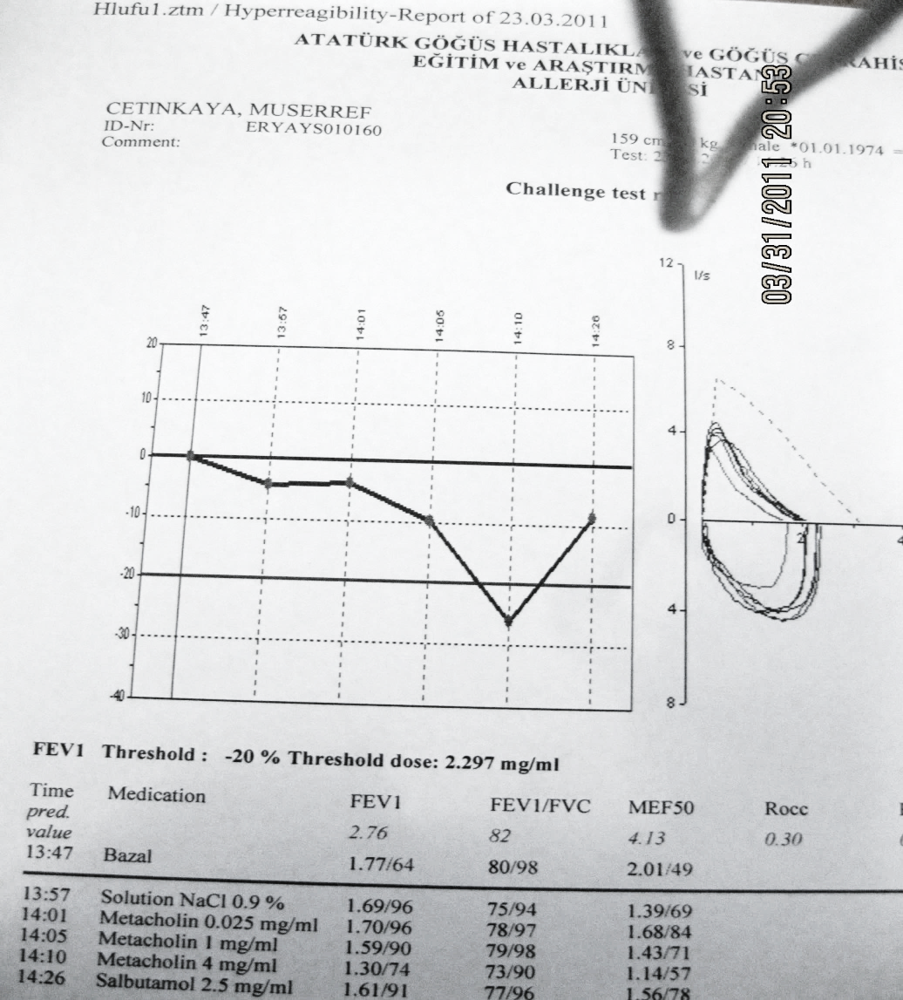 Hlufu1.ztm / Hyperreagibility-Report of 23.03.2011
ATATÜRK GÖĞÜS ve GÖĞÜS
EĞİTİM ve
ALLERJİ
CETINKAYA, MUSERREF
ID-Nr: ERYAYS010160
Comment:
159 cm kg *01.01.1974 =
Test: h
Challenge test
03/31/2011 20:53
12
l/s
8
4
0
2
4
4
8
13:47 13:57 14:01 14:05 14:10 14:26
20
10
0
-10
-20
-30
-40
FEV1 Threshold : -20 % Threshold dose: 2.297 mg/ml
Time Medication FEV1 FEV1/FVC MEF50 Rocc
pred.
value 2.76 82 4.13 0.30
13:47 Bazal 1.77/64 80/98 2.01/49
13:57 Solution NaCl 0.9 % 1.69/96 75/94 1.39/69
14:01 Metacholin 0.025 mg/ml 1.70/96 78/97 1.68/84
14:05 Metacholin 1 mg/ml 1.59/90 79/98 1.43/71
14:10 Metacholin 4 mg/ml 1.30/74 73/90 1.14/57
14:26 Salbutamol 2.5 mg/ml 1.61/91 77/96 1.56/78